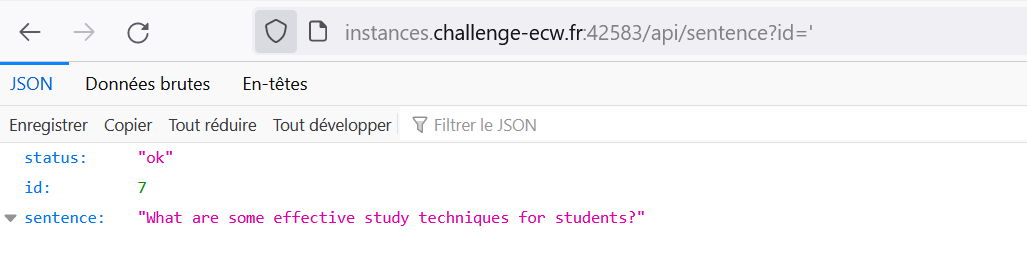 instances.challenge-ecw.fr:42583/api/sentence?id='
JSON Données brutes En-têtes
Enregistrer Copier Tout réduire Tout développer Filtrer le JSON
status: "ok"
id: 7
sentence: "What are some effective study techniques for students?"